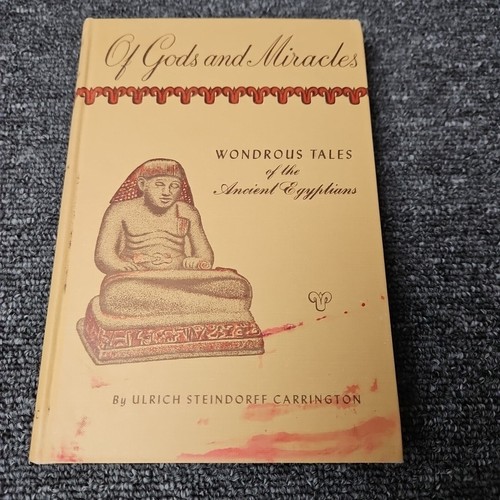 Of Gods and Miracles
WONDROUS TALES
of the
Ancient Egyptians
By ULRICH STEINDORFF CARRINGTON